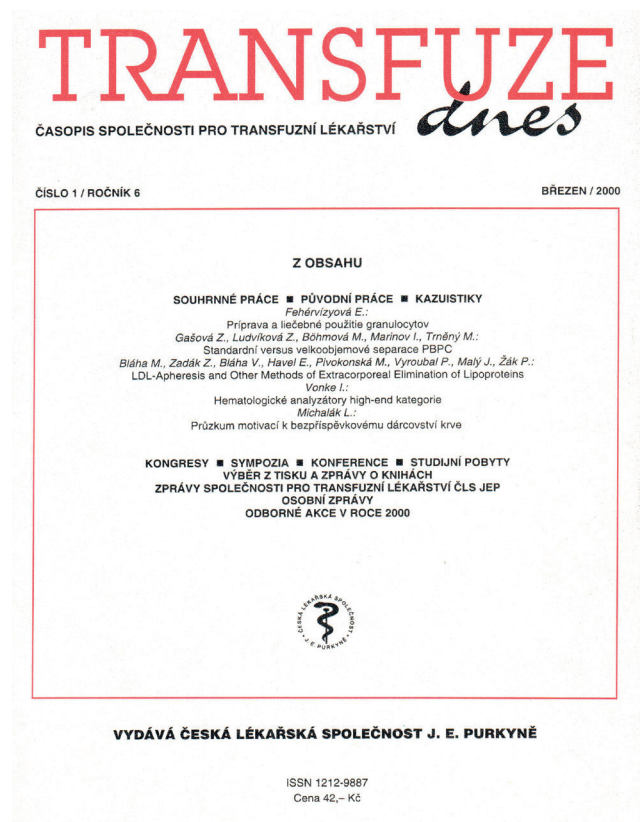 TRANSFUZE
dnes
ČASOPIS SPOLEČNOSTI PRO TRANSFUZNÍ LÉKAŘSTVÍ
ČÍSLO 1 / ROČNÍK 6
BŘEZEN / 2000
Z OBSAHU
SOUHRNNÉ PRÁCE ■ PŮVODNÍ PRÁCE ■ KAZUISTIKY
Fehérvízyová E.:
Príprava a liečebné použitie granulocytov
Gašová Z., Ludvíková Z., Böhmová M., Marinov I., Trněný M.:
Standardní versus velkoobjemové separace PBPC
Bláha M., Zadák Z., Bláha V., Havel E., Pivokonská M., Vyroubal P., Malý J., Žák P.:
LDL-Apheresis and Other Methods of Extracorporeal Elimination of Lipoproteins
Vonke I.:
Hematologické analyzátory high-end kategorie
Michalák L.:
Průzkum motivací k bezpříspěvkovému dárcovství krve
KONGRESY ■ SYMPOZIA ■ KONFERENCE ■ STUDIJNÍ POBYTY
VÝBĚR Z TISKU A ZPRÁVY O KNIHÁCH
ZPRÁVY SPOLEČNOSTI PRO TRANSFUZNÍ LÉKAŘSTVÍ ČLS JEP
OSOBNÍ ZPRÁVY
ODBORNÉ AKCE V ROCE 2000
ČESKÁ LÉKAŘSKÁ SPOLEČNOST
• J. E. PURKYNĚ •
VYDÁVÁ ČESKÁ LÉKAŘSKÁ SPOLEČNOST J. E. PURKYNĚ
ISSN 1212-9887
Cena 42,– Kč